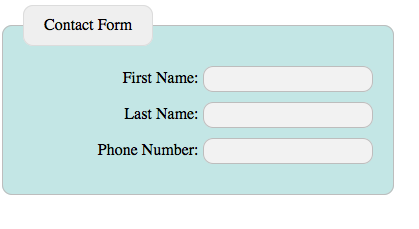 Contact Form
First Name:
Last Name:
Phone Number: